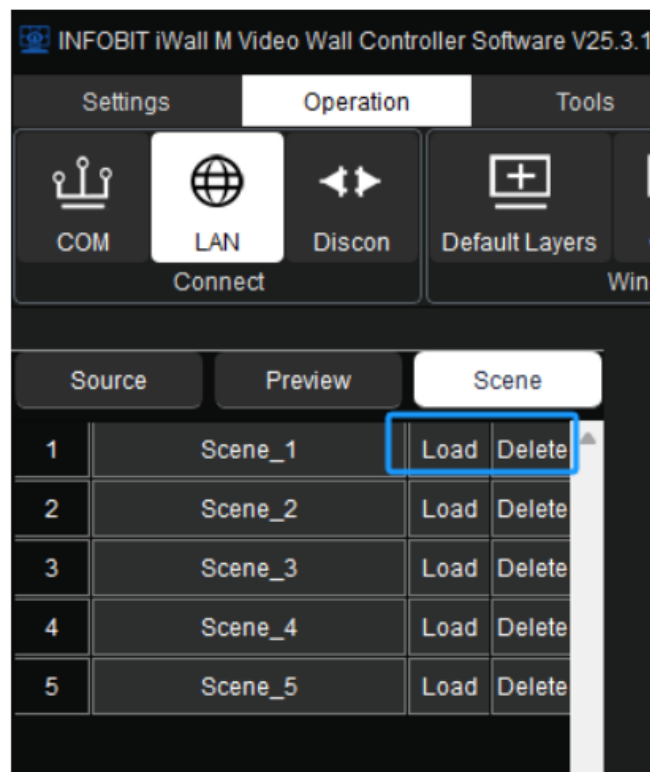 INFOBIT iWall M Video Wall Controller Software V25.3.1
Settings Operation Tools
COM LAN Discon Default Layers
Connect Win
Source Preview Scene
1 Scene_1 Load Delete
2 Scene_2 Load Delete
3 Scene_3 Load Delete
4 Scene_4 Load Delete
5 Scene_5 Load Delete